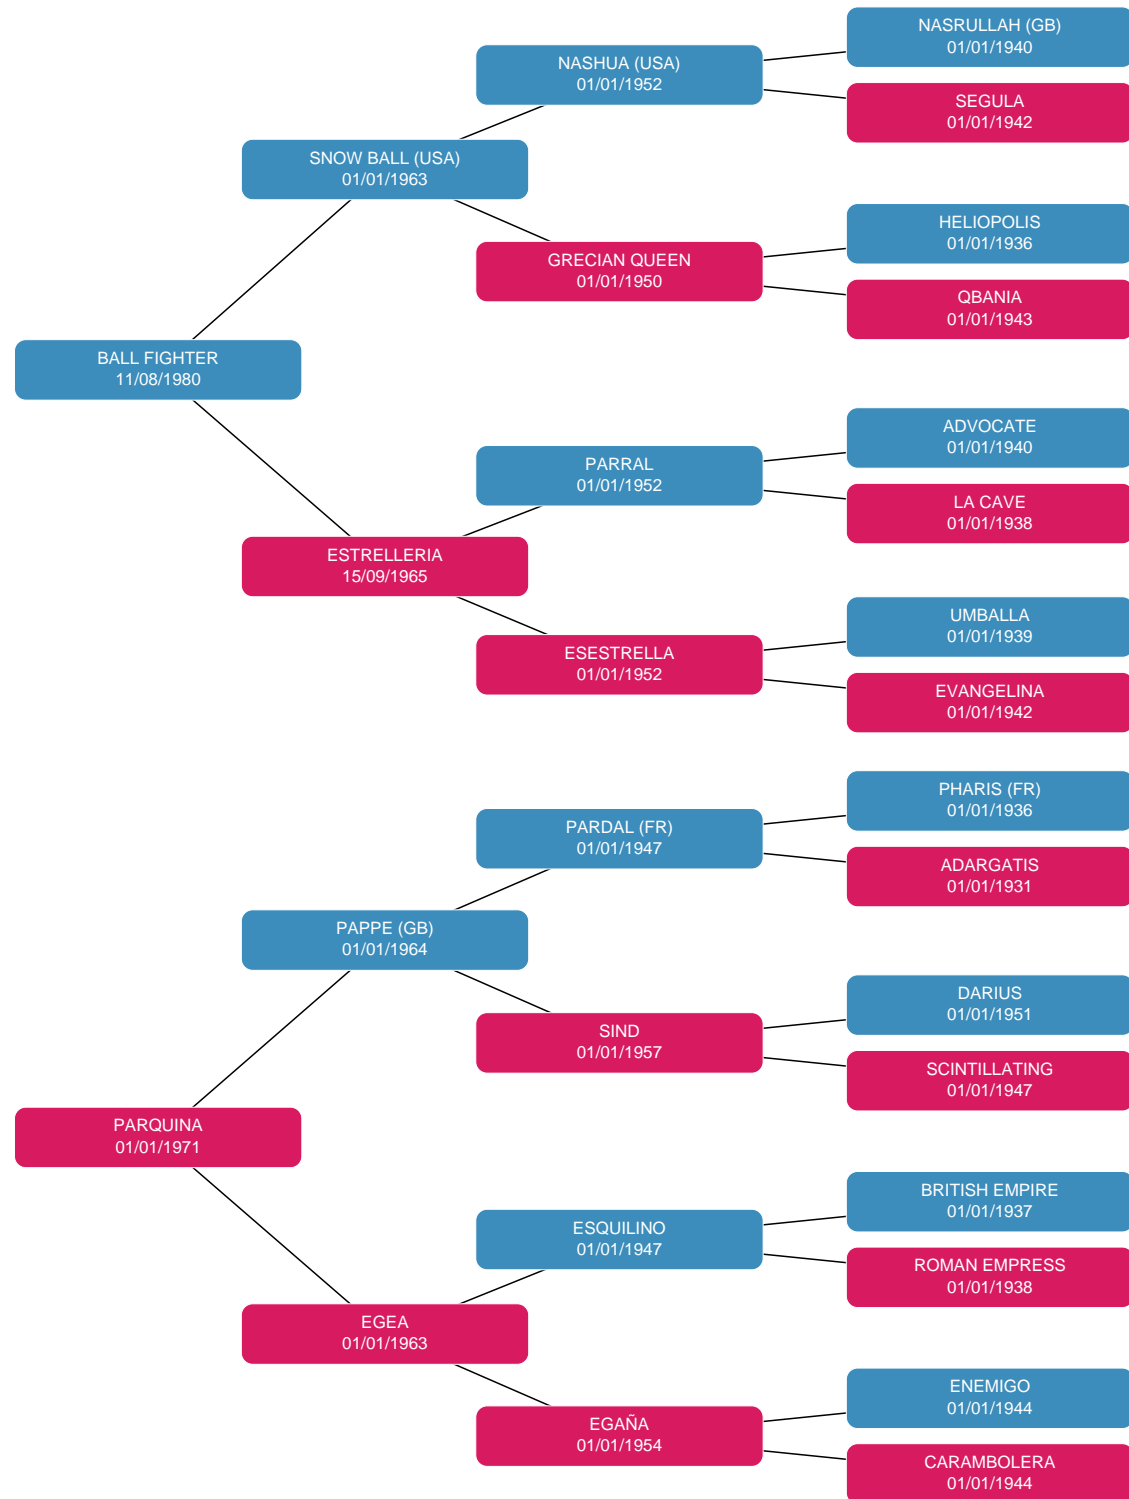 NASRULLAH (GB)
01/01/1940
NASHUA (USA)
01/01/1952
SEGULA
01/01/1942
SNOW BALL (USA)
01/01/1963
HELIOPOLIS
01/01/1936
GRECIAN QUEEN
01/01/1950
QBANIA
01/01/1943
BALL FIGHTER
11/08/1980
ADVOCATE
01/01/1940
PARRAL
01/01/1952
LA CAVE
01/01/1938
ESTRELLERIA
15/09/1965
UMBALLA
01/01/1939
ESESTRELLA
01/01/1952
EVANGELINA
01/01/1942
PHARIS (FR)
01/01/1936
PARDAL (FR)
01/01/1947
ADARGATIS
01/01/1931
PAPPE (GB)
01/01/1964
DARIUS
01/01/1951
SIND
01/01/1957
SCINTILLATING
01/01/1947
PARQUINA
01/01/1971
BRITISH EMPIRE
01/01/1937
ESQUILINO
01/01/1947
ROMAN EMPRESS
01/01/1938
EGEA
01/01/1963
ENEMIGO
01/01/1944
EGAÑA
01/01/1954
CARAMBOLERA
01/01/1944